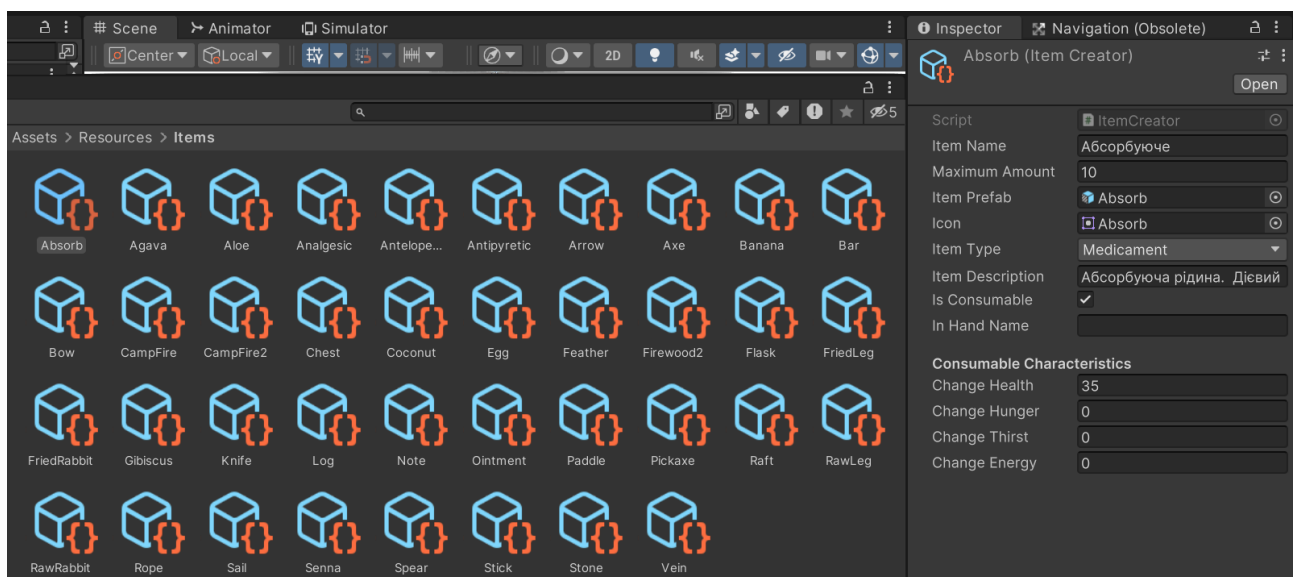 Scene Animator Simulator
Inspector Navigation (Obsolete)
Center Local 2D
Absorb (Item Creator)
Open
5
Assets > Resources > Items
Absorb Agava Aloe Analgesic Antelope... Antipyretic Arrow Axe Banana Bar
Bow CampFire CampFire2 Chest Coconut Egg Feather Firewood2 Flask FriedLeg
FriedRabbit Gibiscus Knife Log Note Ointment Paddle Pickaxe Raft RawLeg
RawRabbit Rope Sail Senna Spear Stick Stone Vein
Script ItemCreator
Item Name Абсорбуюче
Maximum Amount 10
Item Prefab Absorb
Icon Absorb
Item Type Medicament
Item Description Абсорбуюча рідина. Дієвий
Is Consumable
In Hand Name
Consumable Characteristics
Change Health 35
Change Hunger 0
Change Thirst 0
Change Energy 0